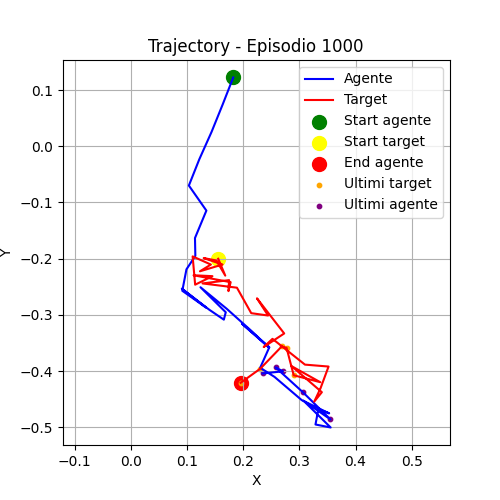 Trajectory - Episodio 1000
Agente
Target
Start agente
Start target
End agente
Ultimi target
Ultimi agente
0.1
0.0
−0.1
−0.2
−0.3
−0.4
−0.5
Y
−0.1
0.0
0.1
0.2
0.3
0.4
0.5
X